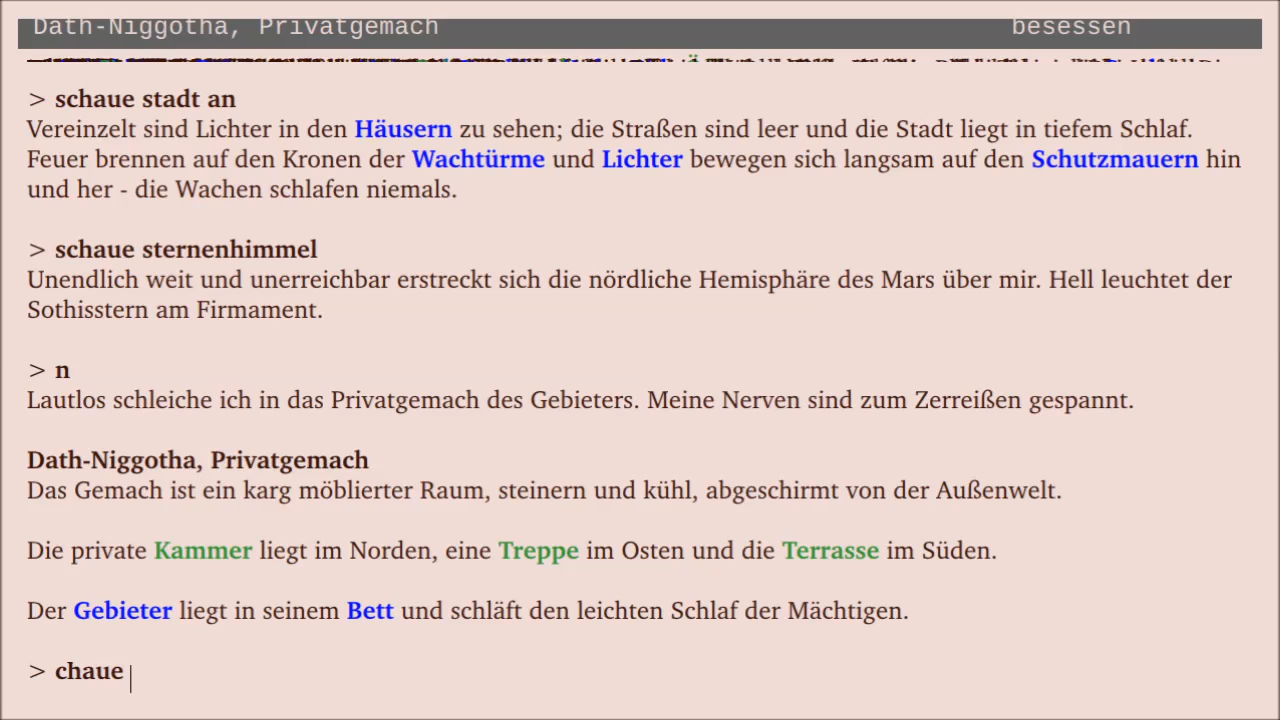 Dath-Niggotha, Privatgemach besessen
> schaue stadt an
Vereinzelt sind Lichter in den Häusern zu sehen; die Straßen sind leer und die Stadt liegt in tiefem Schlaf.
Feuer brennen auf den Kronen der Wachtürme und Lichter bewegen sich langsam auf den Schutzmauern hin
und her - die Wachen schlafen niemals.
> schaue sternenhimmel
Unendlich weit und unerreichbar erstreckt sich die nördliche Hemisphäre des Mars über mir. Hell leuchtet der
Sothisstern am Firmament.
> n
Lautlos schleiche ich in das Privatgemach des Gebieters. Meine Nerven sind zum Zerreißen gespannt.
Dath-Niggotha, Privatgemach
Das Gemach ist ein karg möblierter Raum, steinern und kühl, abgeschirmt von der Außenwelt.
Die private Kammer liegt im Norden, eine Treppe im Osten und die Terrasse im Süden.
Der Gebieter liegt in seinem Bett und schläft den leichten Schlaf der Mächtigen.
> chaue